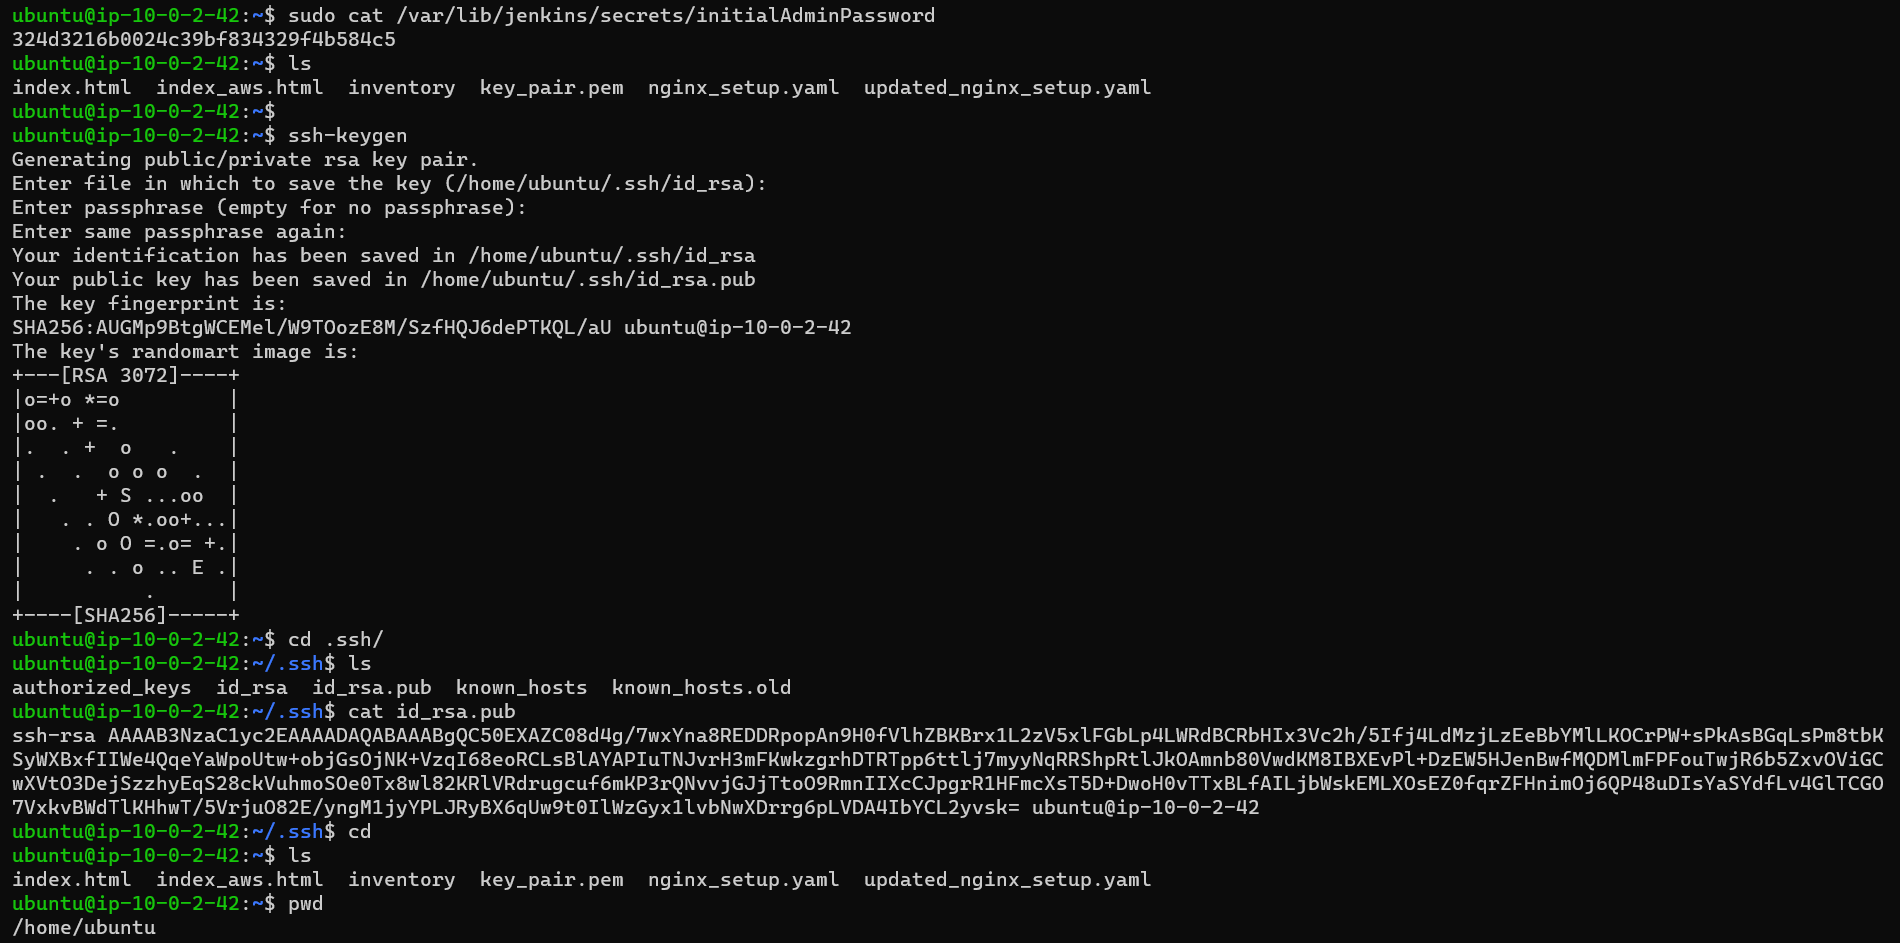 ubuntu@ip-10-0-2-42:~$ sudo cat /var/lib/jenkins/secrets/initialAdminPassword
324d3216b0024c39bf834329f4b584c5
ubuntu@ip-10-0-2-42:~$ ls
index.html  index_aws.html  inventory  key_pair.pem  nginx_setup.yaml  updated_nginx_setup.yaml
ubuntu@ip-10-0-2-42:~$
ubuntu@ip-10-0-2-42:~$ ssh-keygen
Generating public/private rsa key pair.
Enter file in which to save the key (/home/ubuntu/.ssh/id_rsa):
Enter passphrase (empty for no passphrase):
Enter same passphrase again:
Your identification has been saved in /home/ubuntu/.ssh/id_rsa
Your public key has been saved in /home/ubuntu/.ssh/id_rsa.pub
The key fingerprint is:
SHA256:AUGMp9BtgWCEMel/W9TOozE8M/SzfHQJ6dePTKQL/aU ubuntu@ip-10-0-2-42
The key's randomart image is:
+---[RSA 3072]----+
|o=+o *=o         |
|oo. + =.         |
|.  . +  o   .    |
| .  .  o o o  .  |
|  .   + S ...oo  |
|   . . O *.oo+...|
|    . o O =.o= +.|
|     . . o .. E .|
|          .      |
+----[SHA256]-----+
ubuntu@ip-10-0-2-42:~$ cd .ssh/
ubuntu@ip-10-0-2-42:~/.ssh$ ls
authorized_keys  id_rsa  id_rsa.pub  known_hosts  known_hosts.old
ubuntu@ip-10-0-2-42:~/.ssh$ cat id_rsa.pub
ssh-rsa AAAAB3NzaC1yc2EAAAADAQABAAABgQC50EXAZC08d4g/7wxYna8REDDRpopAn9H0fVlhZBKBrx1L2zV5xlFGbLp4LWRdBCRbHIx3Vc2h/5Ifj4LdMzjLzEeBbYMlLKOCrPW+sPkAsBGqLsPm8tbK
SyWXBxfIIWe4QqeYaWpoUtw+objGsOjNK+VzqI68eoRCLsBlAYAPIuTNJvrH3mFKwkzgrhDTRTpp6ttlj7myyNqRRShpRtlJkOAmnb80VwdKM8IBXEvPl+DzEW5HJenBwfMQDMlmFPFouTwjR6b5ZxvOViGC
wXVtO3DejSzzhyEqS28ckVuhmoSOe0Tx8wl82KRlVRdrugcuf6mKP3rQNvvjGJjTtoO9RmnIIXcCJpgrR1HFmcXsT5D+DwoH0vTTxBLfAILjbWskEMLXOsEZ0fqrZFHnimOj6QP48uDIsYaSYdfLv4GlTCGO
7VxkvBWdTlKHhwT/5VrjuO82E/yngM1jyYPLJRyBX6qUw9t0IlWzGyx1lvbNwXDrrg6pLVDA4IbYCL2yvsk= ubuntu@ip-10-0-2-42
ubuntu@ip-10-0-2-42:~/.ssh$ cd
ubuntu@ip-10-0-2-42:~$ ls
index.html  index_aws.html  inventory  key_pair.pem  nginx_setup.yaml  updated_nginx_setup.yaml
ubuntu@ip-10-0-2-42:~$ pwd
/home/ubuntu